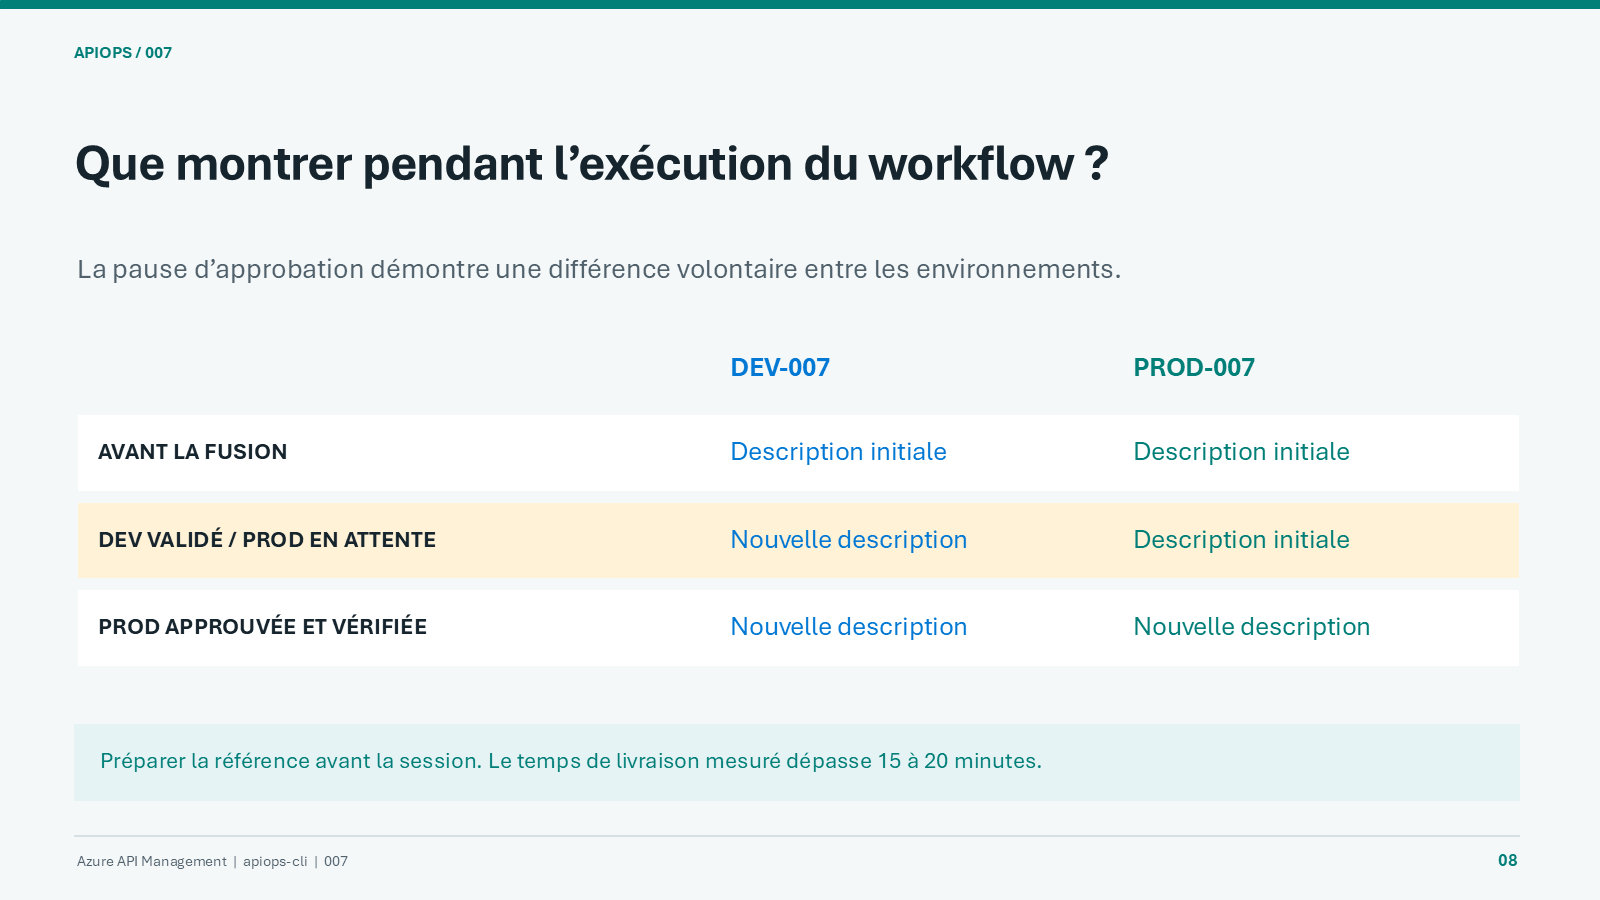 APIOPS / 007
Que montrer pendant l’exécution du workflow ?
La pause d’approbation démontre une différence volontaire entre les environnements.
DEV-007 PROD-007
AVANT LA FUSION Description initiale Description initiale
DEV VALIDÉ / PROD EN ATTENTE Nouvelle description Description initiale
PROD APPROUVÉE ET VÉRIFIÉE Nouvelle description Nouvelle description
Préparer la référence avant la session. Le temps de livraison mesuré dépasse 15 à 20 minutes.
Azure API Management | apiops-cli | 007 08